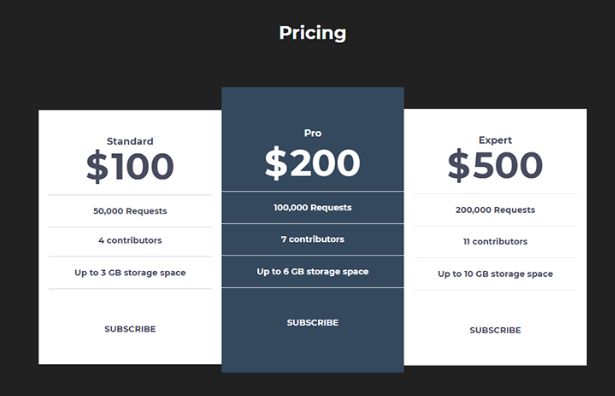 Pricing
Standard
$100
50,000 Requests
4 contributors
Up to 3 GB storage space
SUBSCRIBE
Pro
$200
100,000 Requests
7 contributors
Up to 6 GB storage space
SUBSCRIBE
Expert
$500
200,000 Requests
11 contributors
Up to 10 GB storage space
SUBSCRIBE